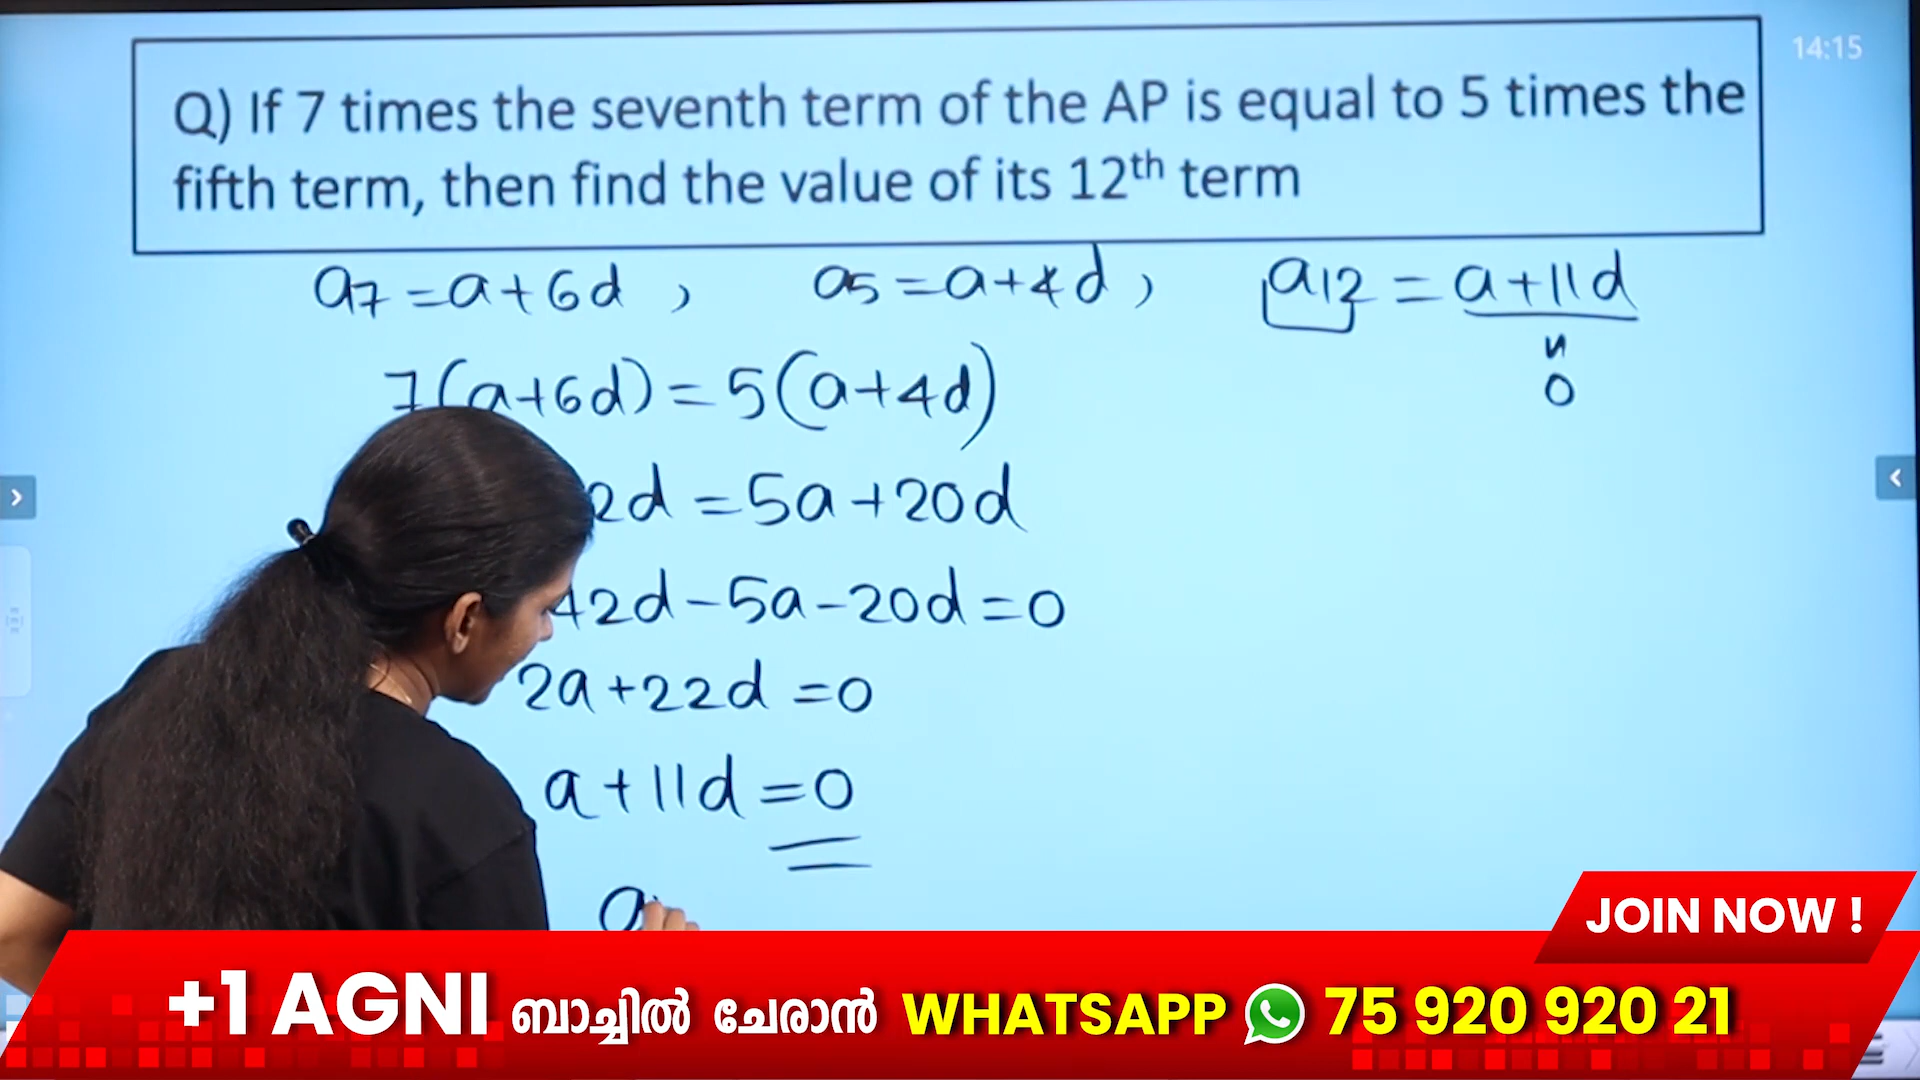 14:15
Q) If 7 times the seventh term of the AP is equal to 5 times the
fifth term, then find the value of its 12th term
a7 = a + 6d , a5 = a + 4d , a12 = a + 11d
0
7(a+6d) = 5(a+4d)
2d = 5a + 20d
42d - 5a - 20d = 0
2a + 22d = 0
a + 11d = 0
a
JOIN NOW !
+1 AGNI ബാച്ചിൽ ചേരാൻ WHATSAPP 75 920 920 21